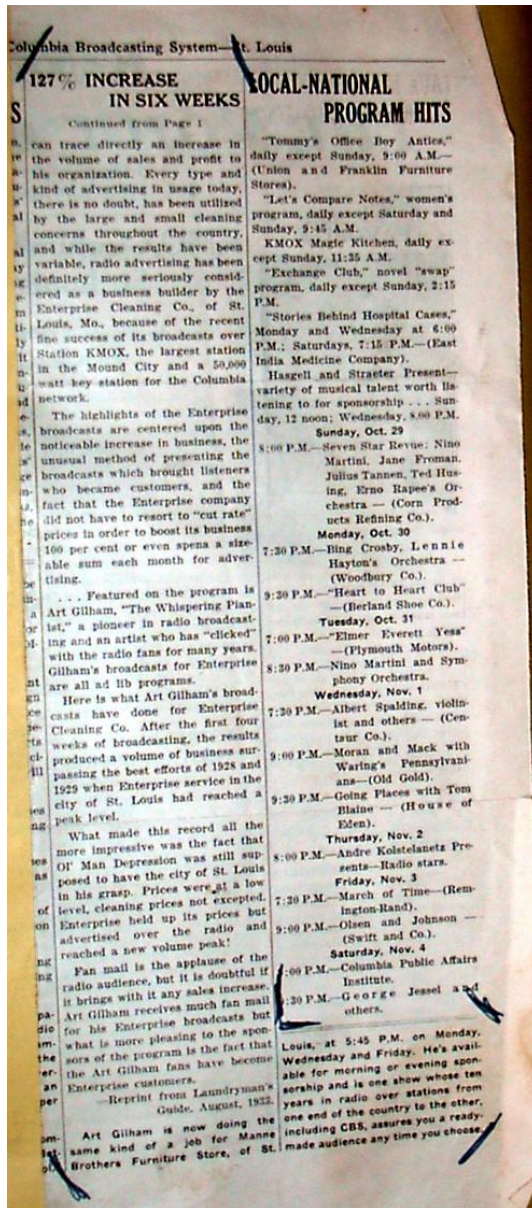 Columbia Broadcasting System—St. Louis
127% INCREASE
IN SIX WEEKS
Continued from Page 1
can trace directly an increase in
the volume of sales and profit to
his organization. Every type and
kind of advertising in usage today,
there is no doubt, has been utilized
by the large and small cleaning
concerns throughout the country,
and while the results have been
variable, radio advertising has been
definitely more seriously consid-
ered as a business builder by the
Enterprise Cleaning Co., of St.
Louis, Mo., because of the recent
fine success of its broadcasts over
Station KMOX, the largest station
in the Mound City and a 50,000
watt key station for the Columbia
network.
The highlights of the Enterprise
broadcasts are centered upon the
noticeable increase in business, the
unusual method of presenting the
broadcasts which brought listeners
who became customers, and the
fact that the Enterprise company
did not have to resort to "cut rate"
prices in order to boost its business
100 per cent or even spena a size-
able sum each month for adver-
tising.
. . . Featured on the program is
Art Gilham, "The Whispering Pian-
ist," a pioneer in radio broadcast-
ing and an artist who has "clicked"
with the radio fans for many years.
Gilham's broadcasts for Enterprise
are all ad lib programs.
Here is what Art Gilham's broad-
casts have done for Enterprise
Cleaning Co. After the first four
weeks of broadcasting, the results
produced a volume of business sur-
passing the best efforts of 1928 and
1929 when Enterprise service in the
city of St. Louis had reached a
peak level.
What made this record all the
more impressive was the fact that
Ol' Man Depression was still sup-
posed to have the city of St. Louis
in his grasp. Prices were at a low
level, cleaning prices not excepted.
Enterprise held up its prices but
advertised over the radio and
reached a new volume peak!
Fan mail is the applause of the
radio audience, but it is doubtful if
it brings with it any sales increase.
Art Gilham receives much fan mail
for his Enterprise broadcasts but
what is more pleasing to the spon-
sors of the program is the fact that
the Art Gilham fans have become
Enterprise customers.
—Reprint from Laundryman's
Guide, August, 1933.
Art Gilham is now doing the
same kind of a job for Manne
Brothers Furniture Store, of St.
LOCAL-NATIONAL
PROGRAM HITS
"Tommy's Office Boy Antics,"
daily except Sunday, 9:00 A.M.—
(Union and Franklin Furniture
Stores).
"Let's Compare Notes," women's
program, daily except Saturday and
Sunday, 9:45 A.M.
KMOX Magic Kitchen, daily ex-
cept Sunday, 11:35 A.M.
"Exchange Club," novel "swap"
program, daily except Sunday, 2:15
P.M.
"Stories Behind Hospital Cases,"
Monday and Wednesday at 6:00
P.M.; Saturdays, 7:15 P.M.—(East
India Medicine Company).
Hasgell and Straeter Present—
variety of musical talent worth lis-
tening to for sponsorship . . . Sun-
day, 12 noon; Wednesday, 8.00 P.M.
Sunday, Oct. 29
8:00 P.M.—Seven Star Revue; Nino
Martini, Jane Froman,
Julius Tannen, Ted Hus-
ing, Erno Rapee's Or-
chestra — (Corn Prod-
ucts Refining Co.).
Monday, Oct. 30
7:30 P.M.—Bing Crosby, Lennie
Hayton's Orchestra —
(Woodbury Co.).
9:30 P.M.—"Heart to Heart Club"
—(Berland Shoe Co.).
Tuesday, Oct. 31
7:00 P.M.—"Elmer Everett Yess"
—(Plymouth Motors).
8:30 P.M.—Nino Martini and Sym-
phony Orchestra.
Wednesday, Nov. 1
7:30 P.M.—Albert Spalding, violin-
ist and others — (Cen-
taur Co.).
9:00 P.M.—Moran and Mack with
Waring's Pennsylvani-
ans—(Old Gold).
9:30 P.M.—Going Places with Tom
Blaine — (House of
Eden).
Thursday, Nov. 2
8:00 P.M.—Andre Kolstelanetz Pre-
sents—Radio stars.
Friday, Nov. 3
7:30 P.M.—March of Time—(Rem-
ington-Rand).
9:00 P.M.—Olsen and Johnson —
(Swift and Co.).
Saturday, Nov. 4
:00 P.M.—Columbia Public Affairs
Institute.
:30 P.M.—George Jessel and
others.
Louis, at 5:45 P.M. on Monday,
Wednesday and Friday. He's avail-
able for morning or evening spon-
sorship and is one show whose ten
years in radio over stations from
one end of the country to the other,
including CBS, assures you a ready-
made audience any time you choose.